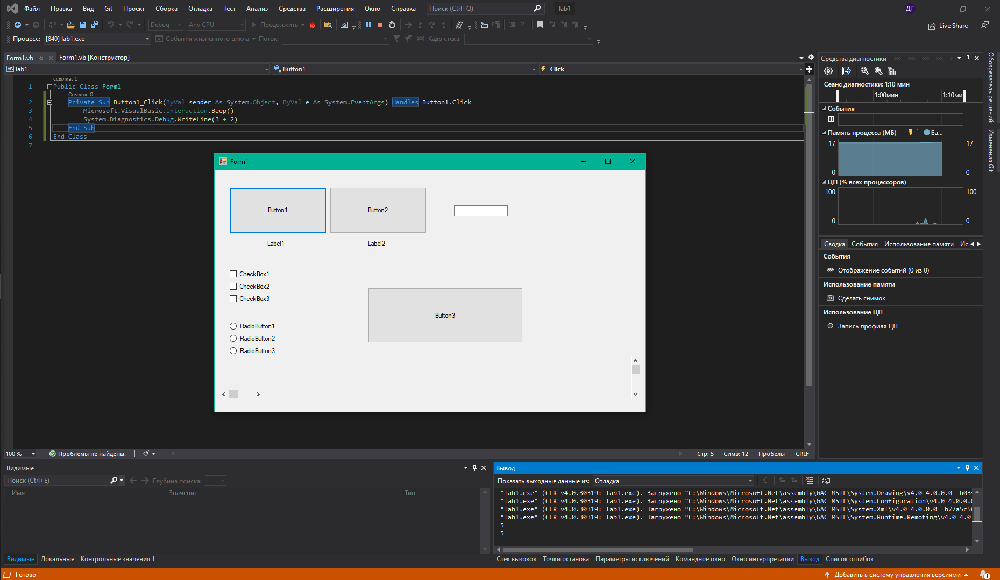 Файл Правка Вид Git Проект Сборка Отладка Тест Анализ Средства Расширения Окно Справка Поиск (Ctrl+Q) lab1 ДГ
Debug Any CPU Продолжить Live Share
Процесс: [840] lab1.exe События жизненного цикла Поток: Кадр стека:
Form1.vb Form1.vb [Конструктор]
VB lab1 Button1 Click
ссылка: 1
1 Public Class Form1
Ссылок: 0
2 Private Sub Button1_Click(ByVal sender As System.Object, ByVal e As System.EventArgs) Handles Button1.Click
3 Microsoft.VisualBasic.Interaction.Beep()
4 System.Diagnostics.Debug.WriteLine(3 + 2)
5 End Sub
6 End Class
7
Form1
Button1 Button2
Label1 Label2
CheckBox1
CheckBox2
CheckBox3
Button3
RadioButton1
RadioButton2
RadioButton3
100 % Проблемы не найдены. Стр: 5 Симв: 12 Пробелы CRLF
Средства диагностики
Сеанс диагностики: 1:10 мин
1:00мин 1:10ми
События
Память процесса (МБ) Ба...
17 17
0 0
ЦП (% всех процессоров)
100 100
0 0
Сводка События Использование памяти Ис
События
Отображение событий (0 из 0)
Использование памяти
Сделать снимок
Использование ЦП
Запись профиля ЦП
Обозреватель решений
Изменения Git
Видимые
Поиск (Ctrl+E) Глубина поиска:
Имя Значение Тип
Видимые Локальные Контрольные значения 1
Вывод
Показать выходные данные из: Отладка
"lab1.exe" (CLR v4.0.30319: lab1.exe). Загружено "C:\Windows\Microsoft.Net\assembly\GAC_MSIL\System.Drawing\v4.0_4.0.0.0__b03
"lab1.exe" (CLR v4.0.30319: lab1.exe). Загружено "C:\Windows\Microsoft.Net\assembly\GAC_MSIL\System.Configuration\v4.0_4.0.0.
"lab1.exe" (CLR v4.0.30319: lab1.exe). Загружено "C:\Windows\Microsoft.Net\assembly\GAC_MSIL\System.Xml\v4.0_4.0.0.0__b77a5c5
"lab1.exe" (CLR v4.0.30319: lab1.exe). Загружено "C:\Windows\Microsoft.Net\assembly\GAC_MSIL\System.Runtime.Remoting\v4.0_4.0
5
5
Стек вызовов Точки останова Параметры исключений Командное окно Окно интерпретации Вывод Список ошибок
Готово Добавить в систему управления версиями 1